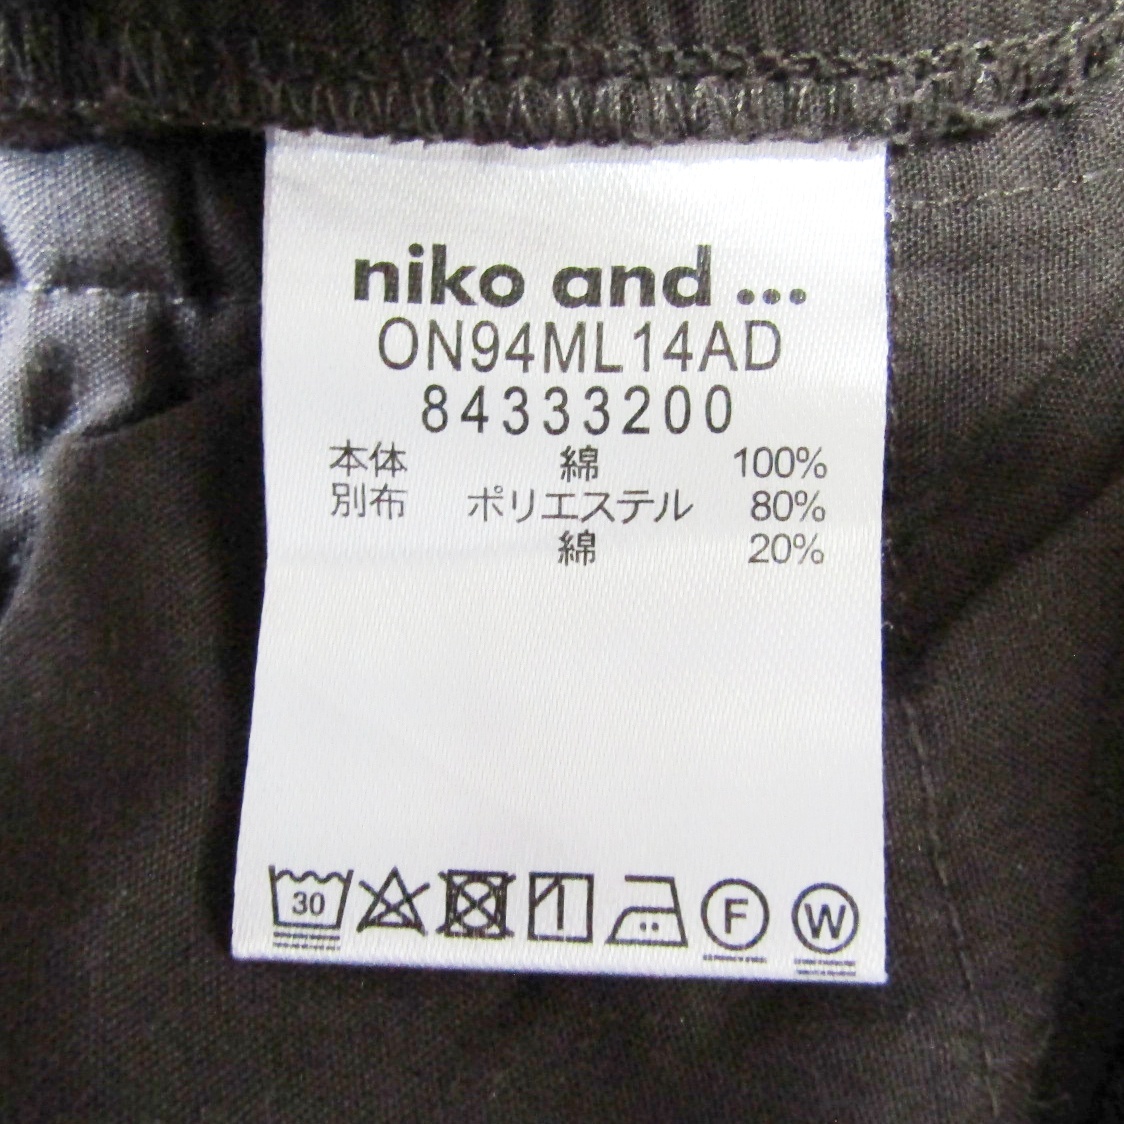 niko and ...
ON94ML14AD
84333200
本体 綿 100%
別布 ポリエステル 80%
綿 20%
30 F W